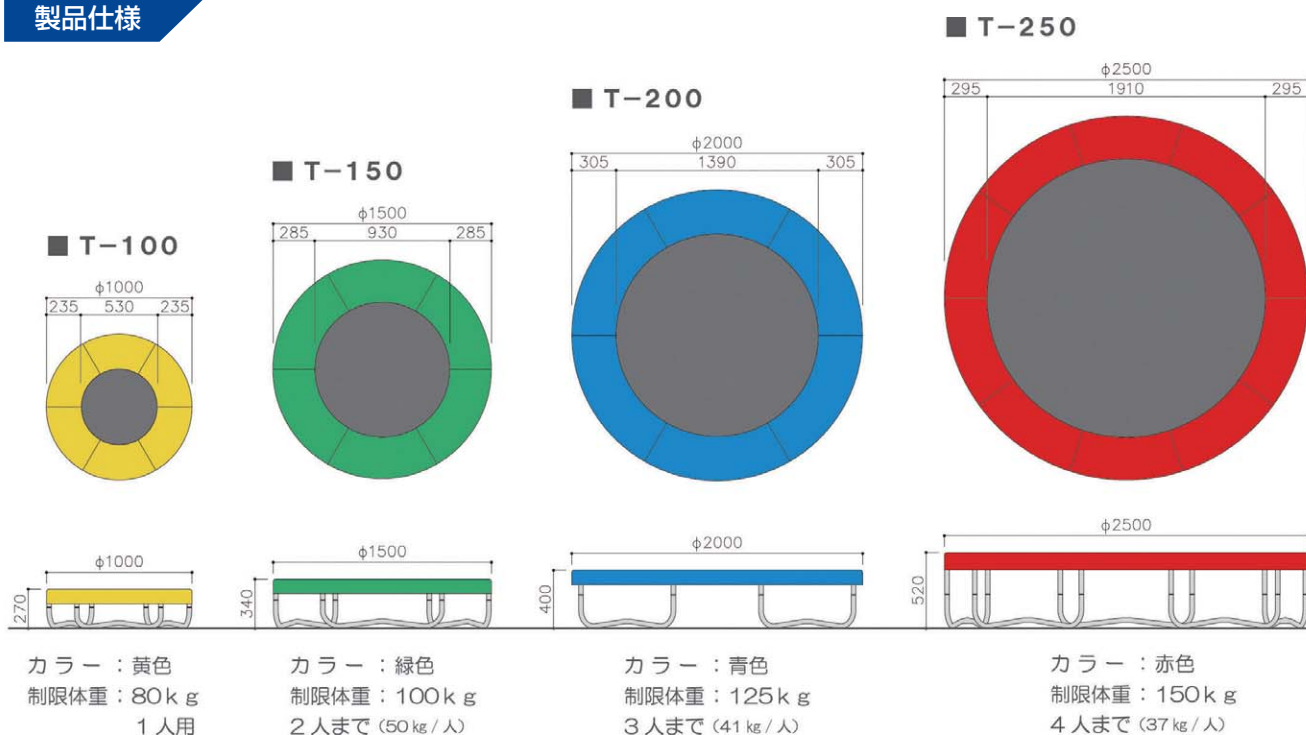 製品仕様
■ T-100
φ1000
235 530 235
φ1000
270
カラー：黄色
制限体重：80kg
1人用
■ T-150
φ1500
285 930 285
φ1500
340
カラー：緑色
制限体重：100kg
2人まで（50㎏/人）
■ T-200
φ2000
305 1390 305
φ2000
400
カラー：青色
制限体重：125kg
3人まで（41㎏/人）
■ T-250
φ2500
295 1910 295
φ2500
520
カラー：赤色
制限体重：150kg
4人まで（37㎏/人）